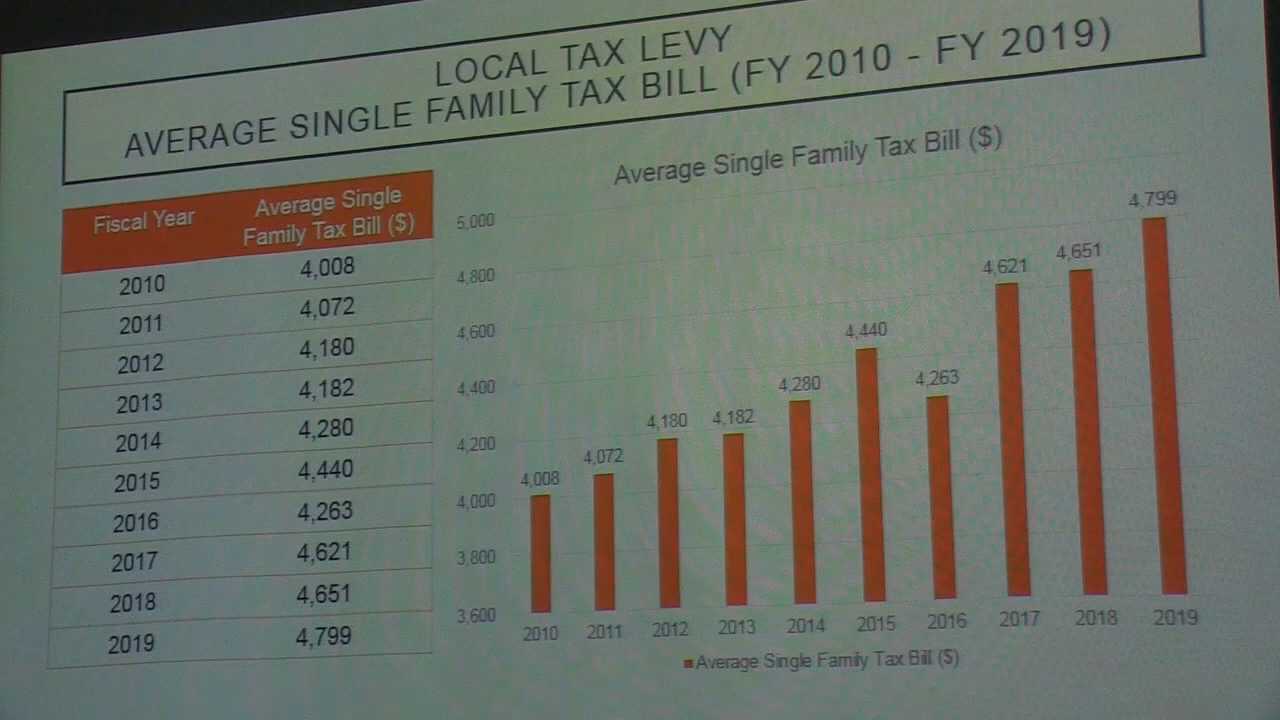 LOCAL TAX LEVY
AVERAGE SINGLE FAMILY TAX BILL (FY 2010 - FY 2019)
Fiscal Year Average Single Family Tax Bill ($)
2010 4,008
2011 4,072
2012 4,180
2013 4,182
2014 4,280
2015 4,440
2016 4,263
2017 4,621
2018 4,651
2019 4,799
Average Single Family Tax Bill ($)
5,000
4,800
4,600
4,400
4,200
4,000
3,800
3,600
4,008 4,072 4,180 4,182 4,280 4,440 4,263 4,621 4,651 4,799
2010 2011 2012 2013 2014 2015 2016 2017 2018 2019
Average Single Family Tax Bill ($)